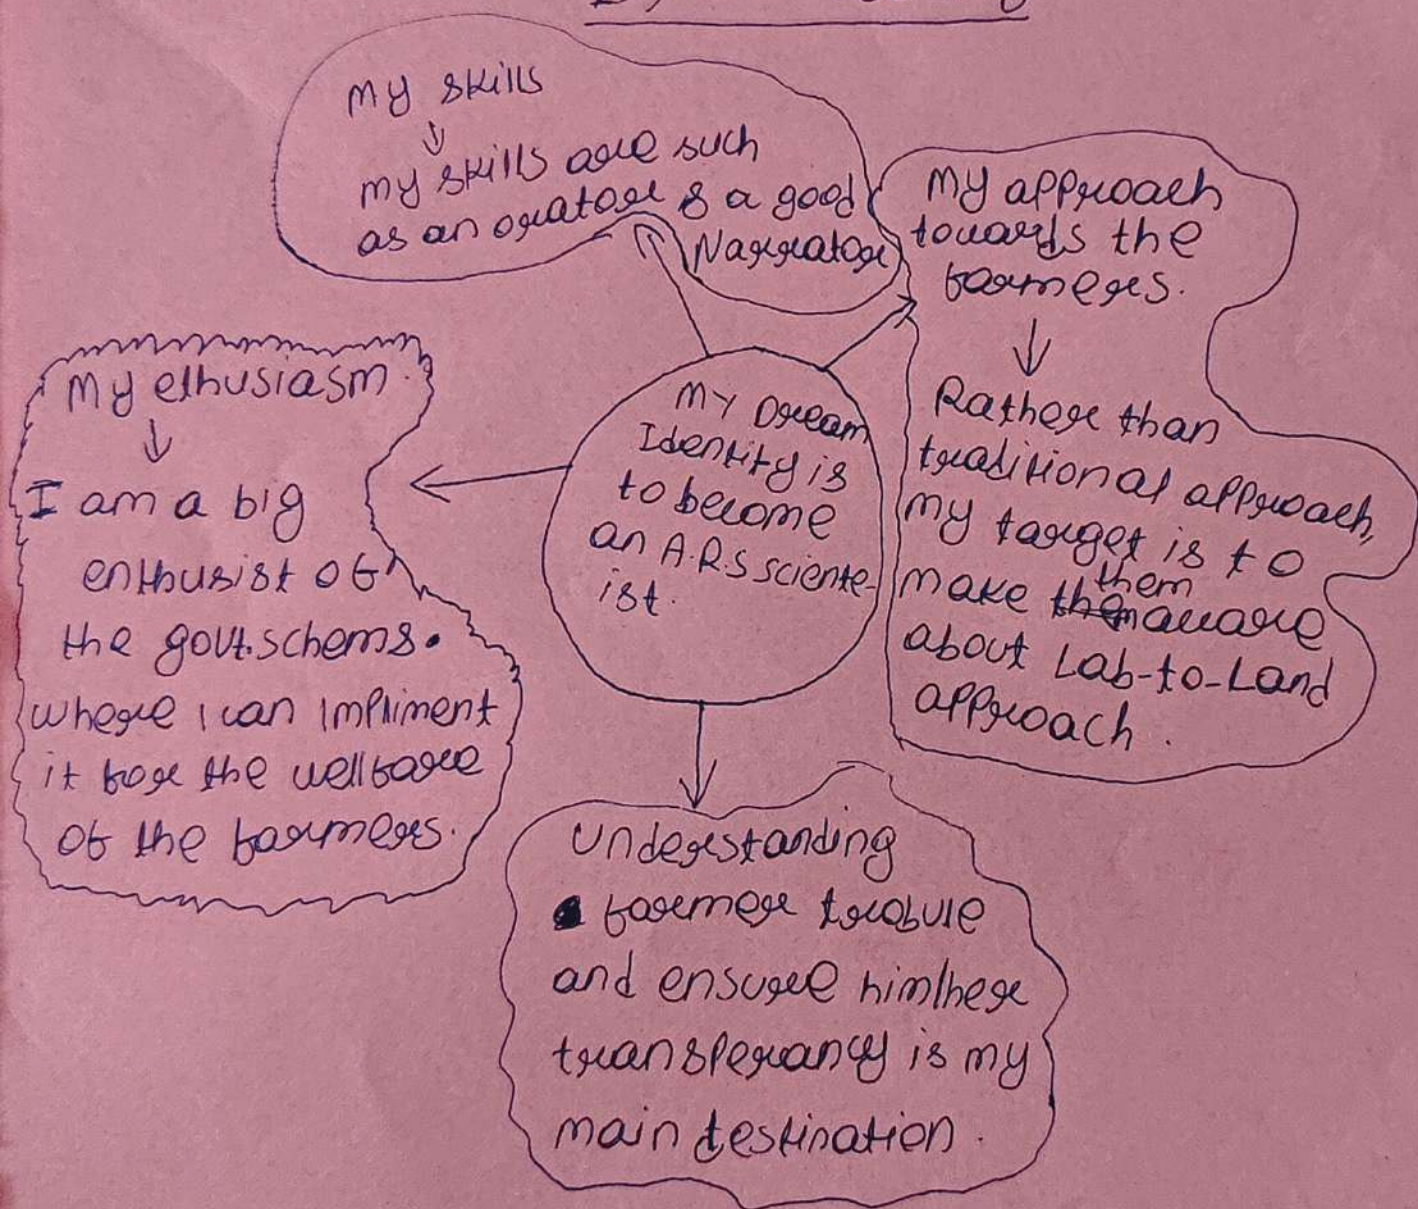 My skills
my skills are such
as an orator & a good
Narrator
My approach
towards the
farmers.
Rather than
traditional approach,
my target is to
make them aware
about Lab-to-Land
approach.
My ethusiasm.
I am a big
enthusist of
the govt. schems.
where I can impliment
it for the wellfare
of the farmers.
My Dream
Identity is
to become
an A.R.S sciente-
ist.
Understanding
farmer trobule
and ensure him/her
transperancy is my
main destination.